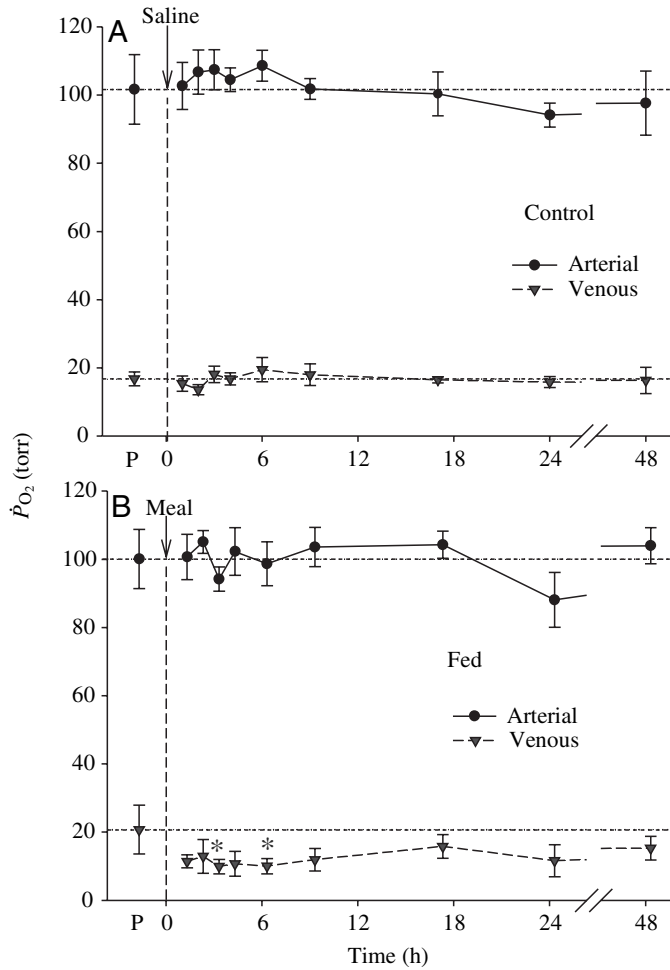 Saline
A
120
100
80
60
40
20
0
Control
Arterial
Venous
P 0 6 12 18 24 48
ṖO2 (torr)
Meal
B
120
100
80
60
40
20
0
Fed
Arterial
Venous
* *
P 0 6 12 18 24 48
Time (h)